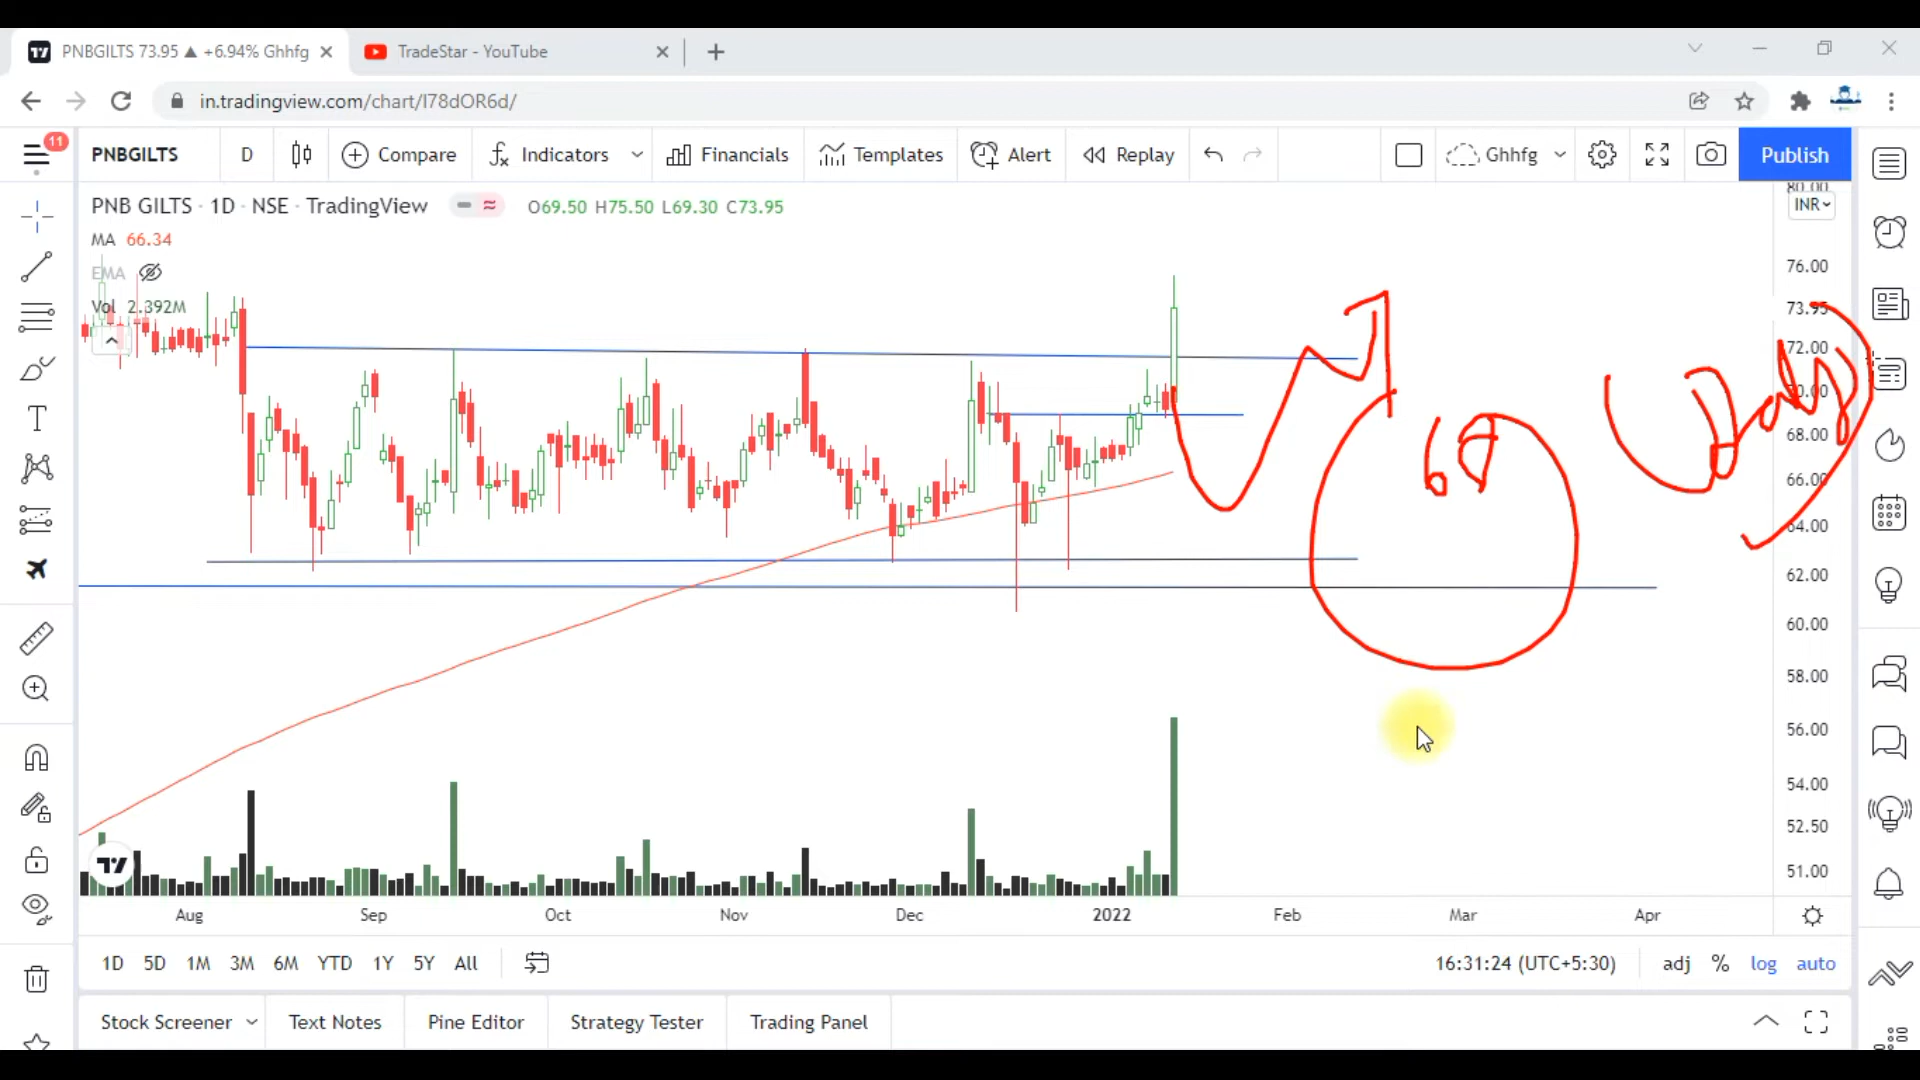 PNBGILTS 73.95 ▲ +6.94% Ghhfg
TradeStar - YouTube
in.tradingview.com/chart/I78dOR6d/
11
PNBGILTS D Compare Indicators Financials Templates Alert Replay Ghhfg Publish
PNB GILTS · 1D · NSE · TradingView O69.50 H75.50 L69.30 C73.95
MA 66.34
EMA
Vol 2.392M
80.00
INR
76.00
73.95
72.00
70.00
68.00
66.00
64.00
62.00
60.00
58.00
56.00
54.00
52.50
51.00
68
Aug Sep Oct Nov Dec 2022 Feb Mar Apr
1D 5D 1M 3M 6M YTD 1Y 5Y All 16:31:24 (UTC+5:30) adj % log auto
Stock Screener Text Notes Pine Editor Strategy Tester Trading Panel